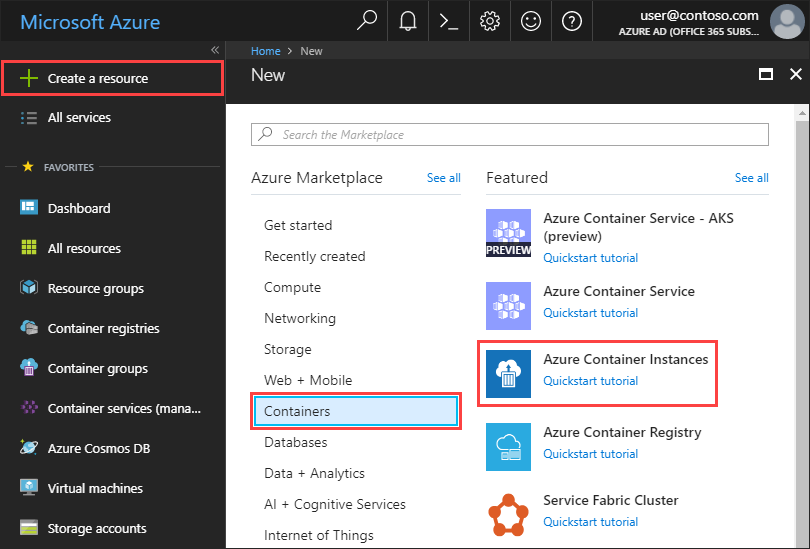 Microsoft Azure
user@contoso.com
AZURE AD (OFFICE 365 SUBS...
Create a resource
All services
FAVORITES
Dashboard
All resources
Resource groups
Container registries
Container groups
Container services (mana...
Azure Cosmos DB
Virtual machines
Storage accounts
Home > New
New
Search the Marketplace
Azure Marketplace
See all
Get started
Recently created
Compute
Networking
Storage
Web + Mobile
Containers
Databases
Data + Analytics
AI + Cognitive Services
Internet of Things
Featured
See all
PREVIEW
Azure Container Service - AKS
(preview)
Quickstart tutorial
Azure Container Service
Quickstart tutorial
Azure Container Instances
Quickstart tutorial
Azure Container Registry
Quickstart tutorial
Service Fabric Cluster
Quickstart tutorial